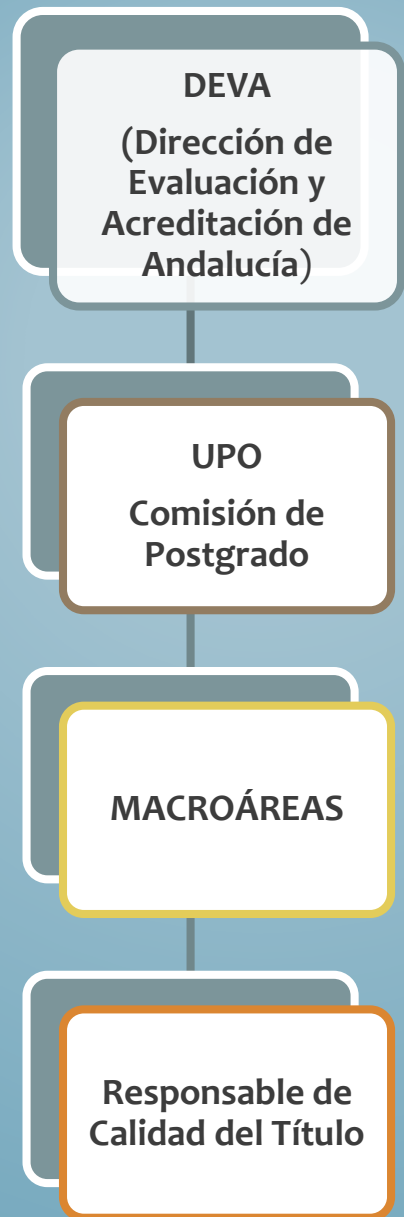 DEVA
(Dirección de
Evaluación y
Acreditación de
Andalucía)
UPO
Comisión de
Postgrado
MACROÁREAS
Responsable de
Calidad del Título